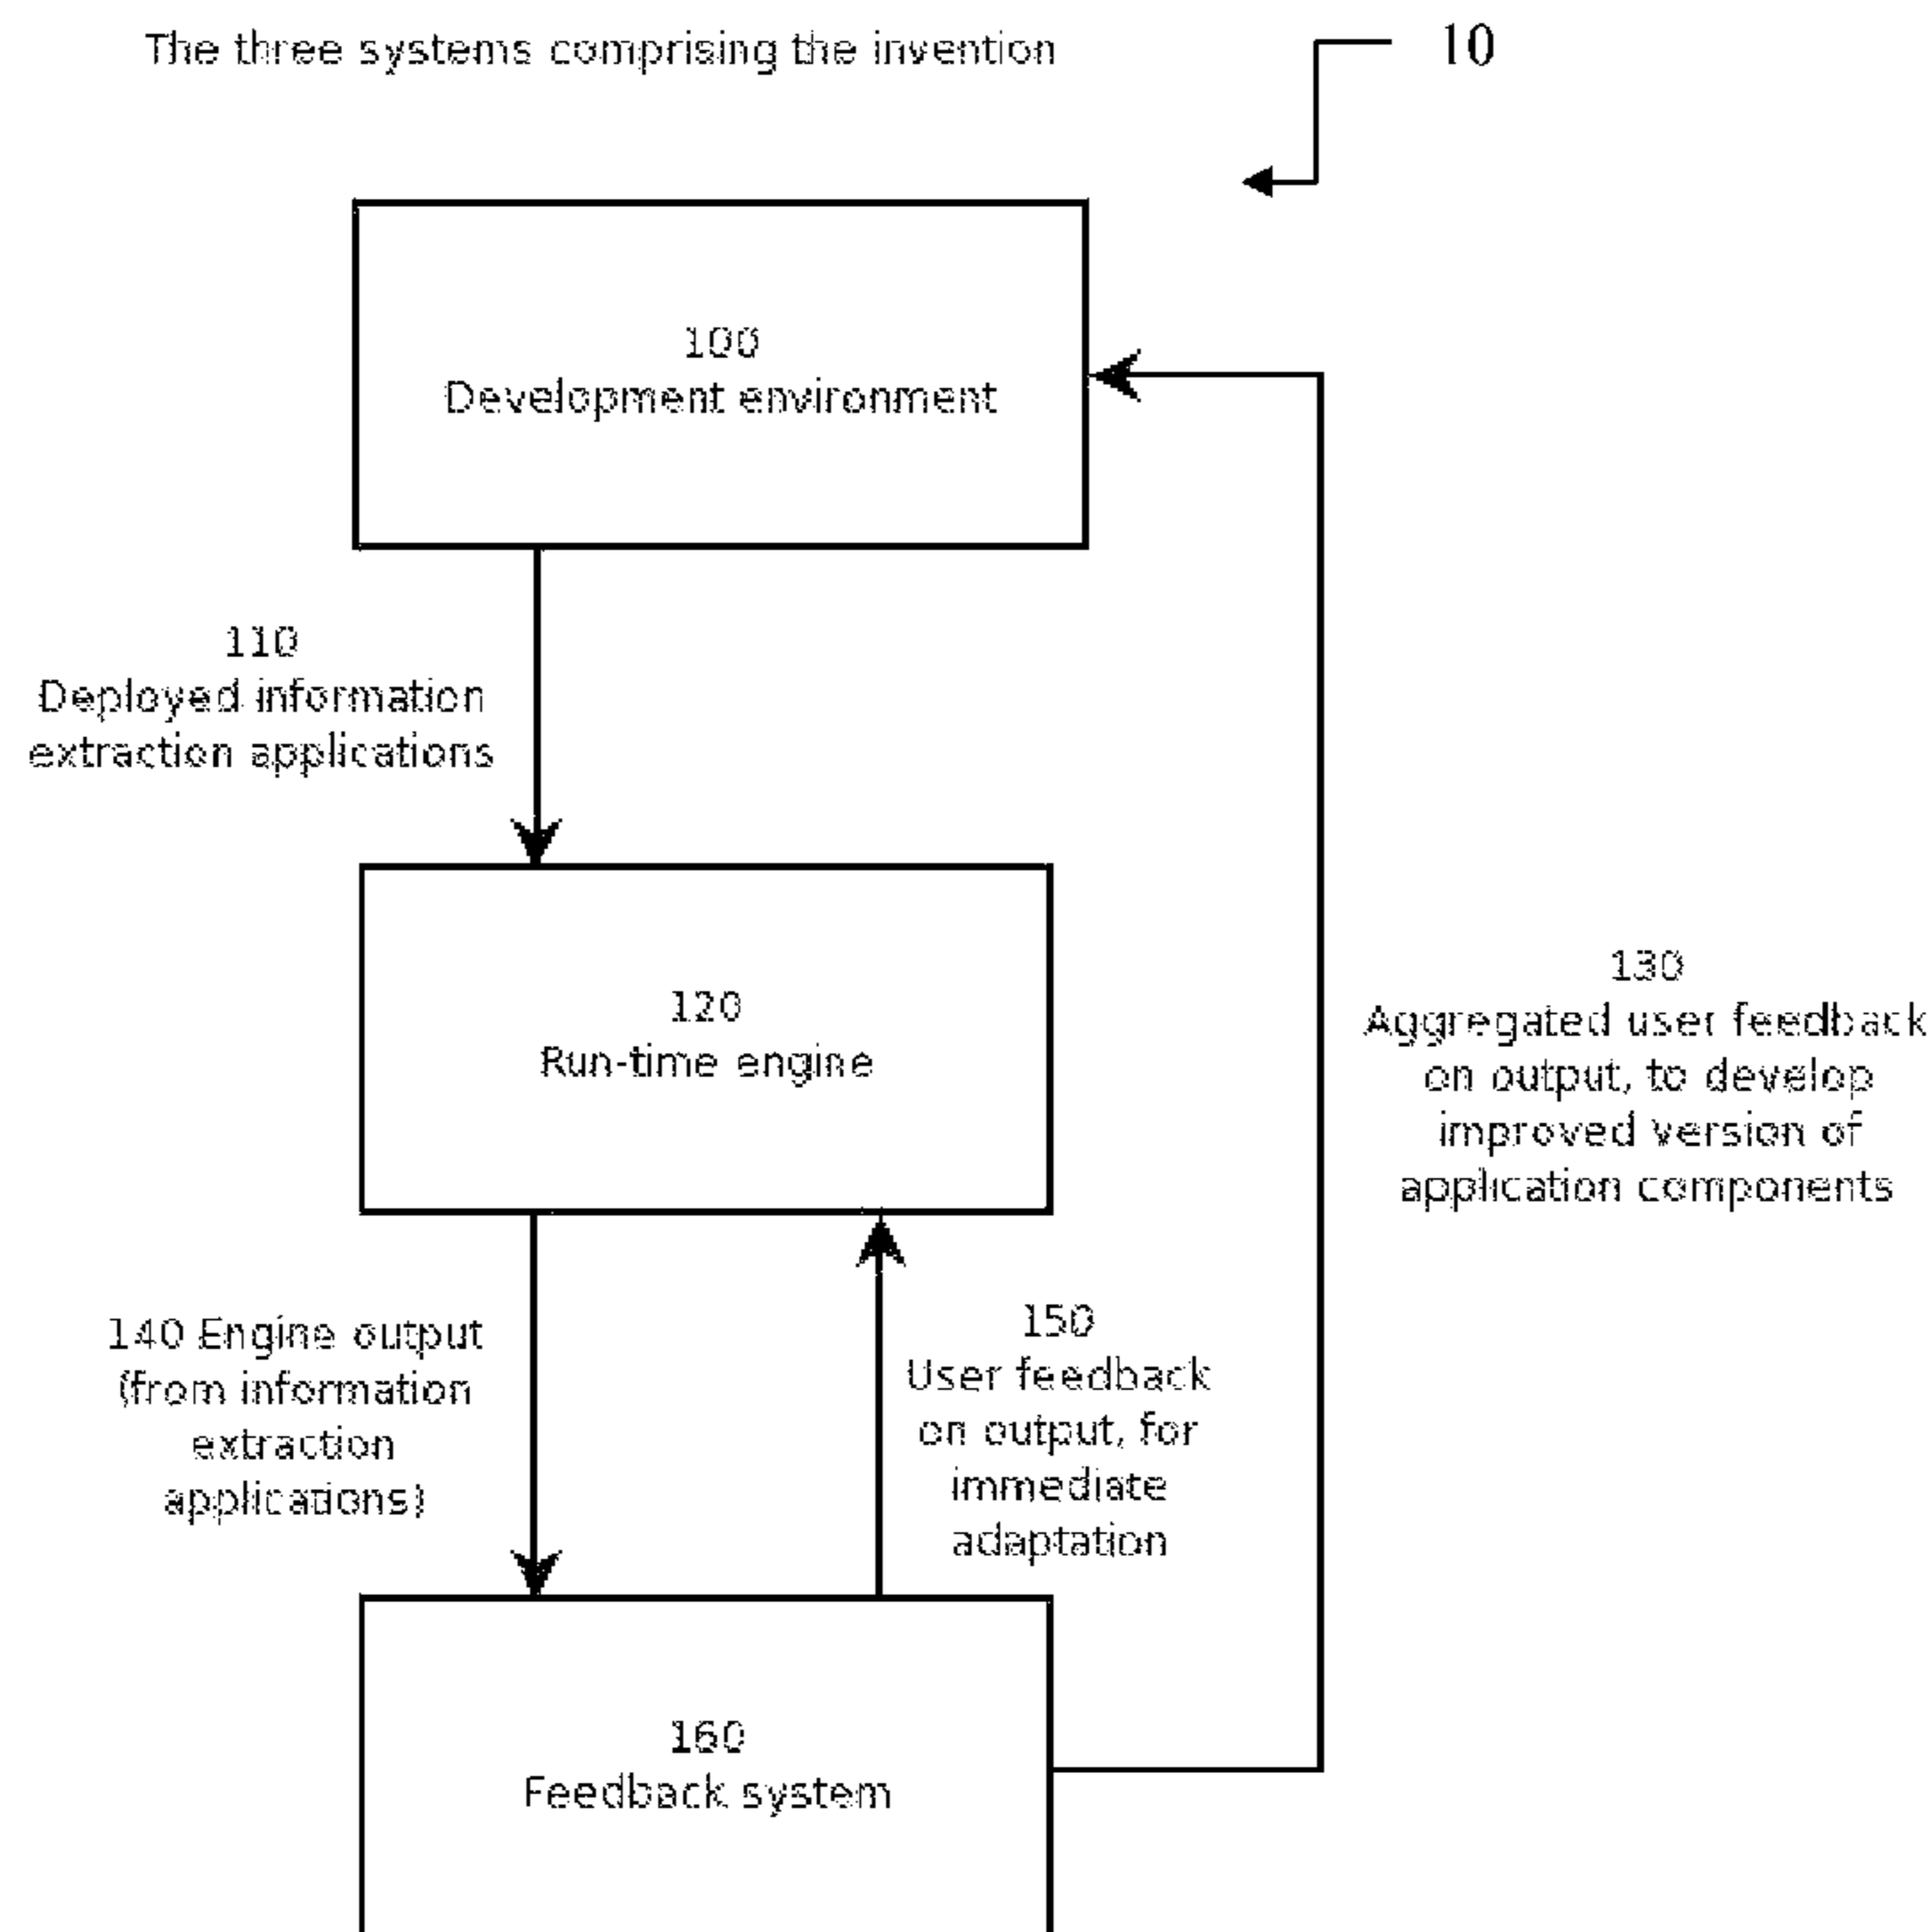 The three systems comprising the invention
10
100
Development environment
110
Deployed information
extraction applications
120
Run-time engine
130
Aggregated user feedback
on output, to develop
improved version of
application components
140 Engine output
(from information
extraction
applications)
150
User feedback
on output, for
immediate
adaptation
160
Feedback system